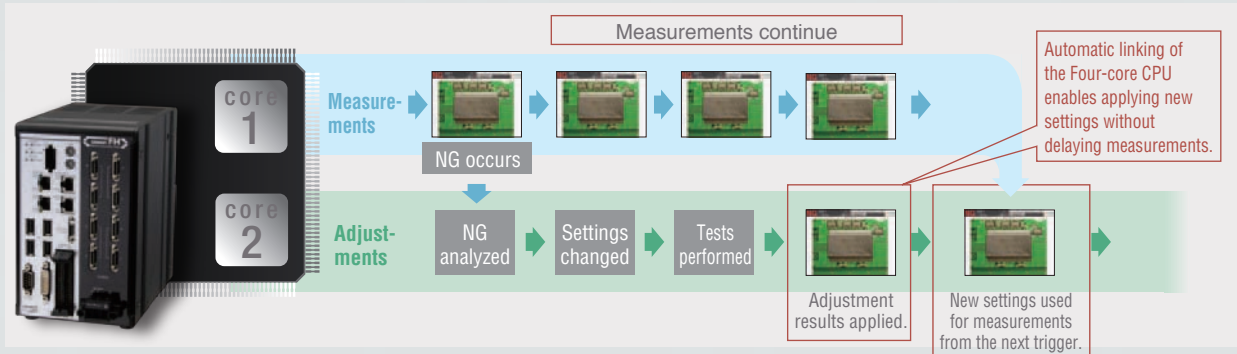 Measurements continue
Automatic linking of
the Four-core CPU
enables applying new
settings without
delaying measurements.
core
1
Measure-
ments
NG occurs
core
2
Adjust-
ments
NG
analyzed
Settings
changed
Tests
performed
Adjustment
results applied.
New settings used
for measurements
from the next trigger.
FH